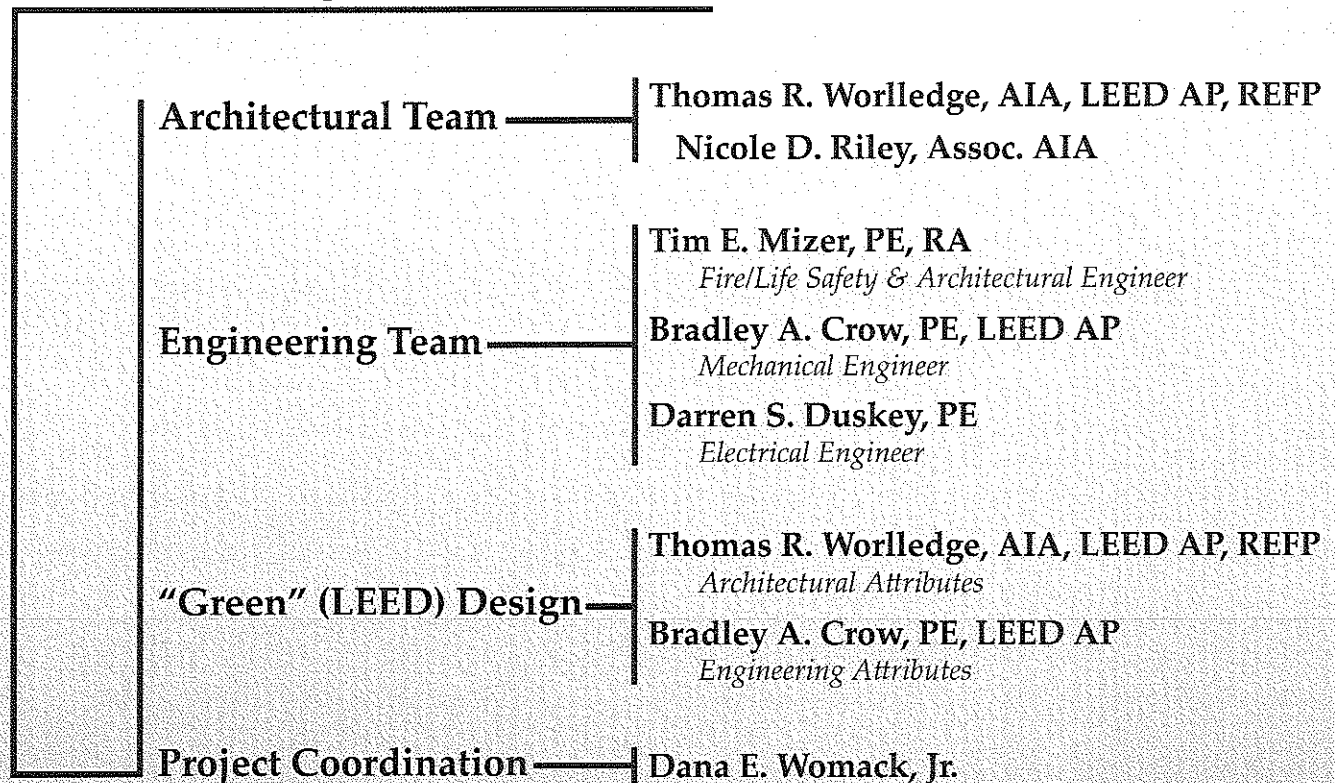 Architectural Team
Thomas R. Worlledge, AIA, LEED AP, REFP
Nicole D. Riley, Assoc. AIA
Engineering Team
Tim E. Mizer, PE, RA
Fire/Life Safety & Architectural Engineer
Bradley A. Crow, PE, LEED AP
Mechanical Engineer
Darren S. Duskey, PE
Electrical Engineer
"Green" (LEED) Design
Thomas R. Worlledge, AIA, LEED AP, REFP
Architectural Attributes
Bradley A. Crow, PE, LEED AP
Engineering Attributes
Project Coordination
Dana E. Womack, Jr.